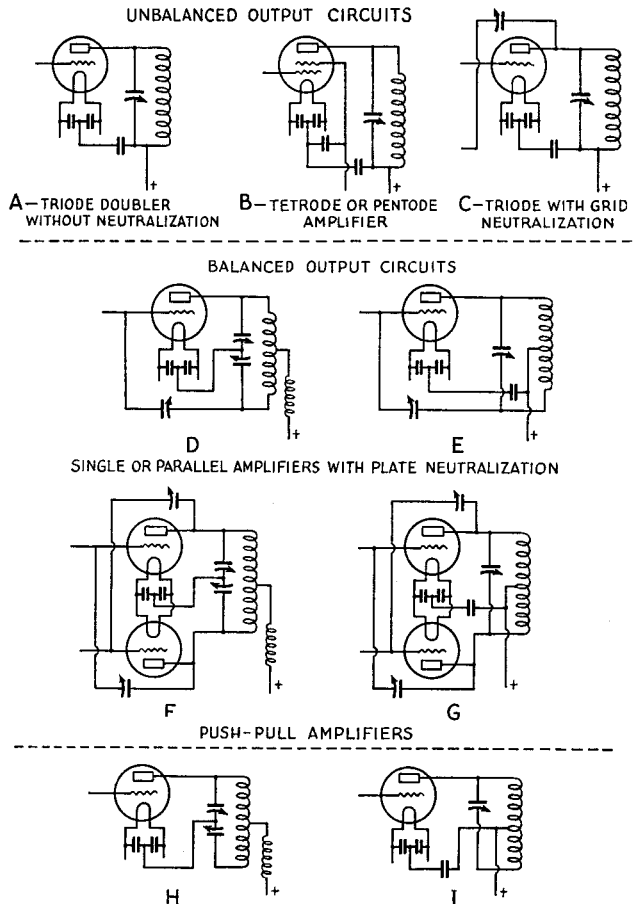 UNBALANCED OUTPUT CIRCUITS
+ + +
A—TRIODE DOUBLER WITHOUT NEUTRALIZATION
B—TETRODE OR PENTODE AMPLIFIER
C—TRIODE WITH GRID NEUTRALIZATION
BALANCED OUTPUT CIRCUITS
+ +
D E
SINGLE OR PARALLEL AMPLIFIERS WITH PLATE NEUTRALIZATION
+ +
F G
PUSH-PULL AMPLIFIERS
+ +
H I